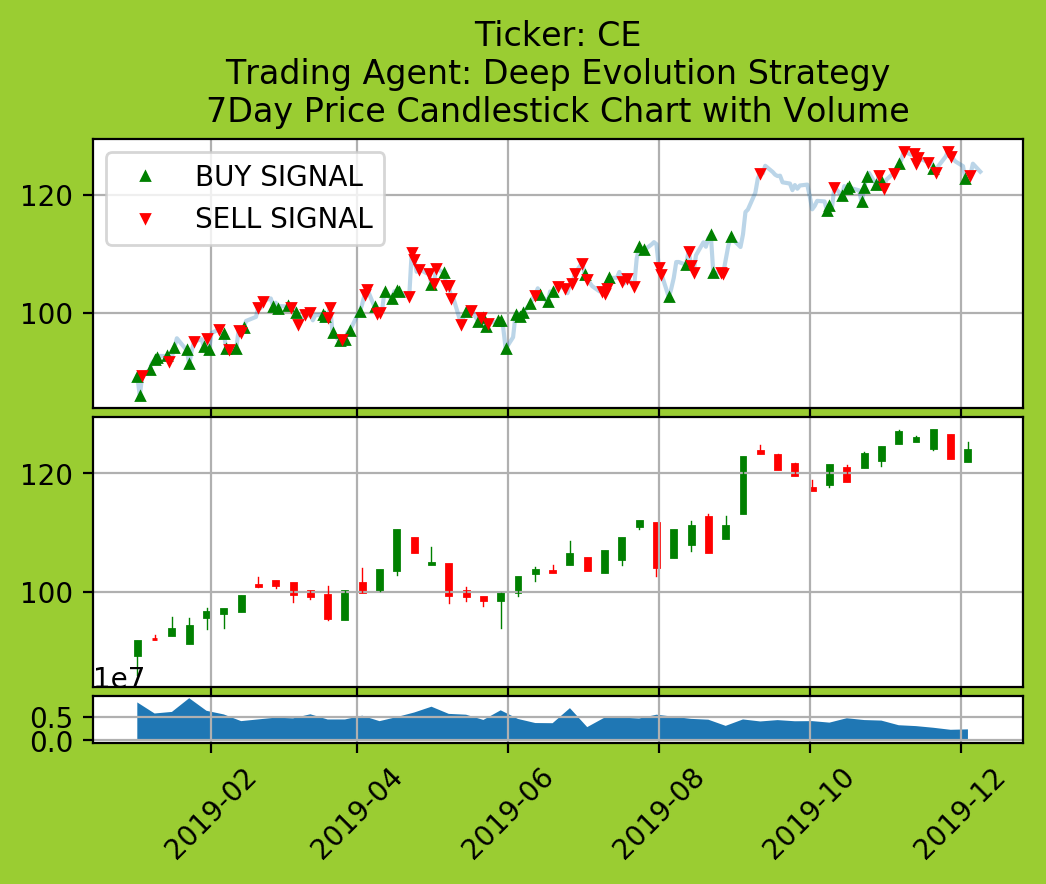 Ticker: CE
Trading Agent: Deep Evolution Strategy
7Day Price Candlestick Chart with Volume
BUY SIGNAL
SELL SIGNAL
120
100
120
100
1e7
0.5
0.0
2019-02
2019-04
2019-06
2019-08
2019-10
2019-12